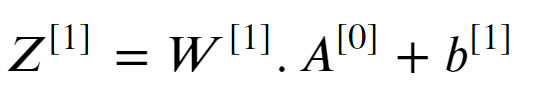 Z^{[1]} = W^{[1]} . A^{[0]} + b^{[1]}